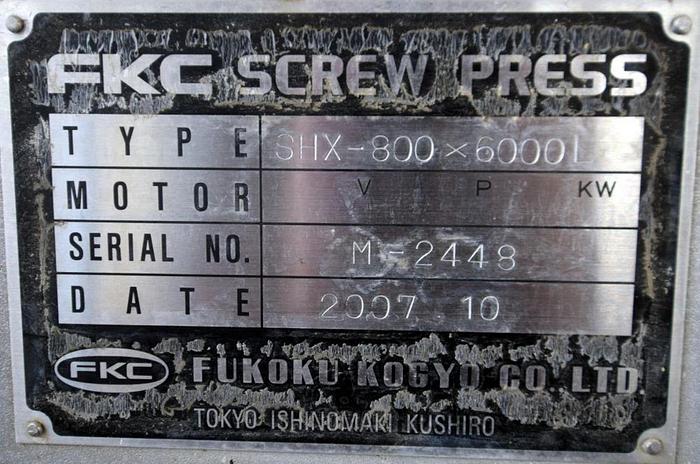 FKC SCREW PRESS
TYPE SHX-800×6000L
MOTOR V P KW
SERIAL NO. M-2448
DATE 2007 10
FKC FUKOKU KOGYO CO. LTD
TOKYO ISHINOMAKI KUSHIRO